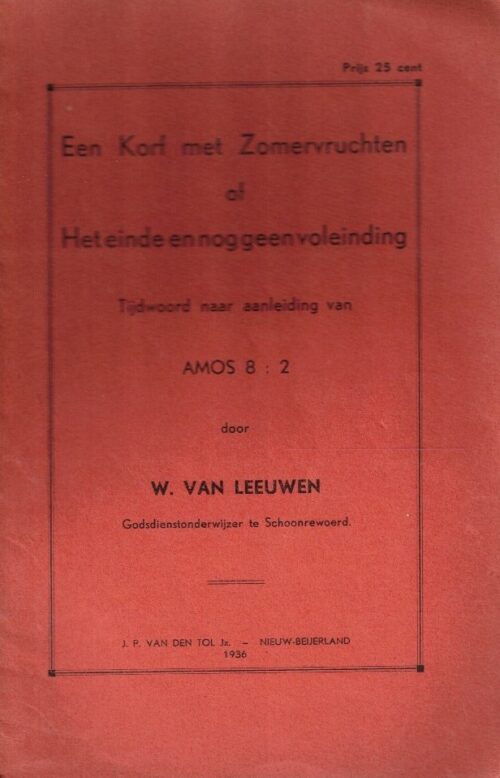 Prijs 25 cent
Een Korf met Zomervruchten
of
Het einde en nog geen voleinding
Tijdwoord naar aanleiding van
AMOS 8 : 2
door
W. VAN LEEUWEN
Godsdienstonderwijzer te Schoonrewoerd.
J. P. VAN DEN TOL Jz. — NIEUW-BEIJERLAND
1936